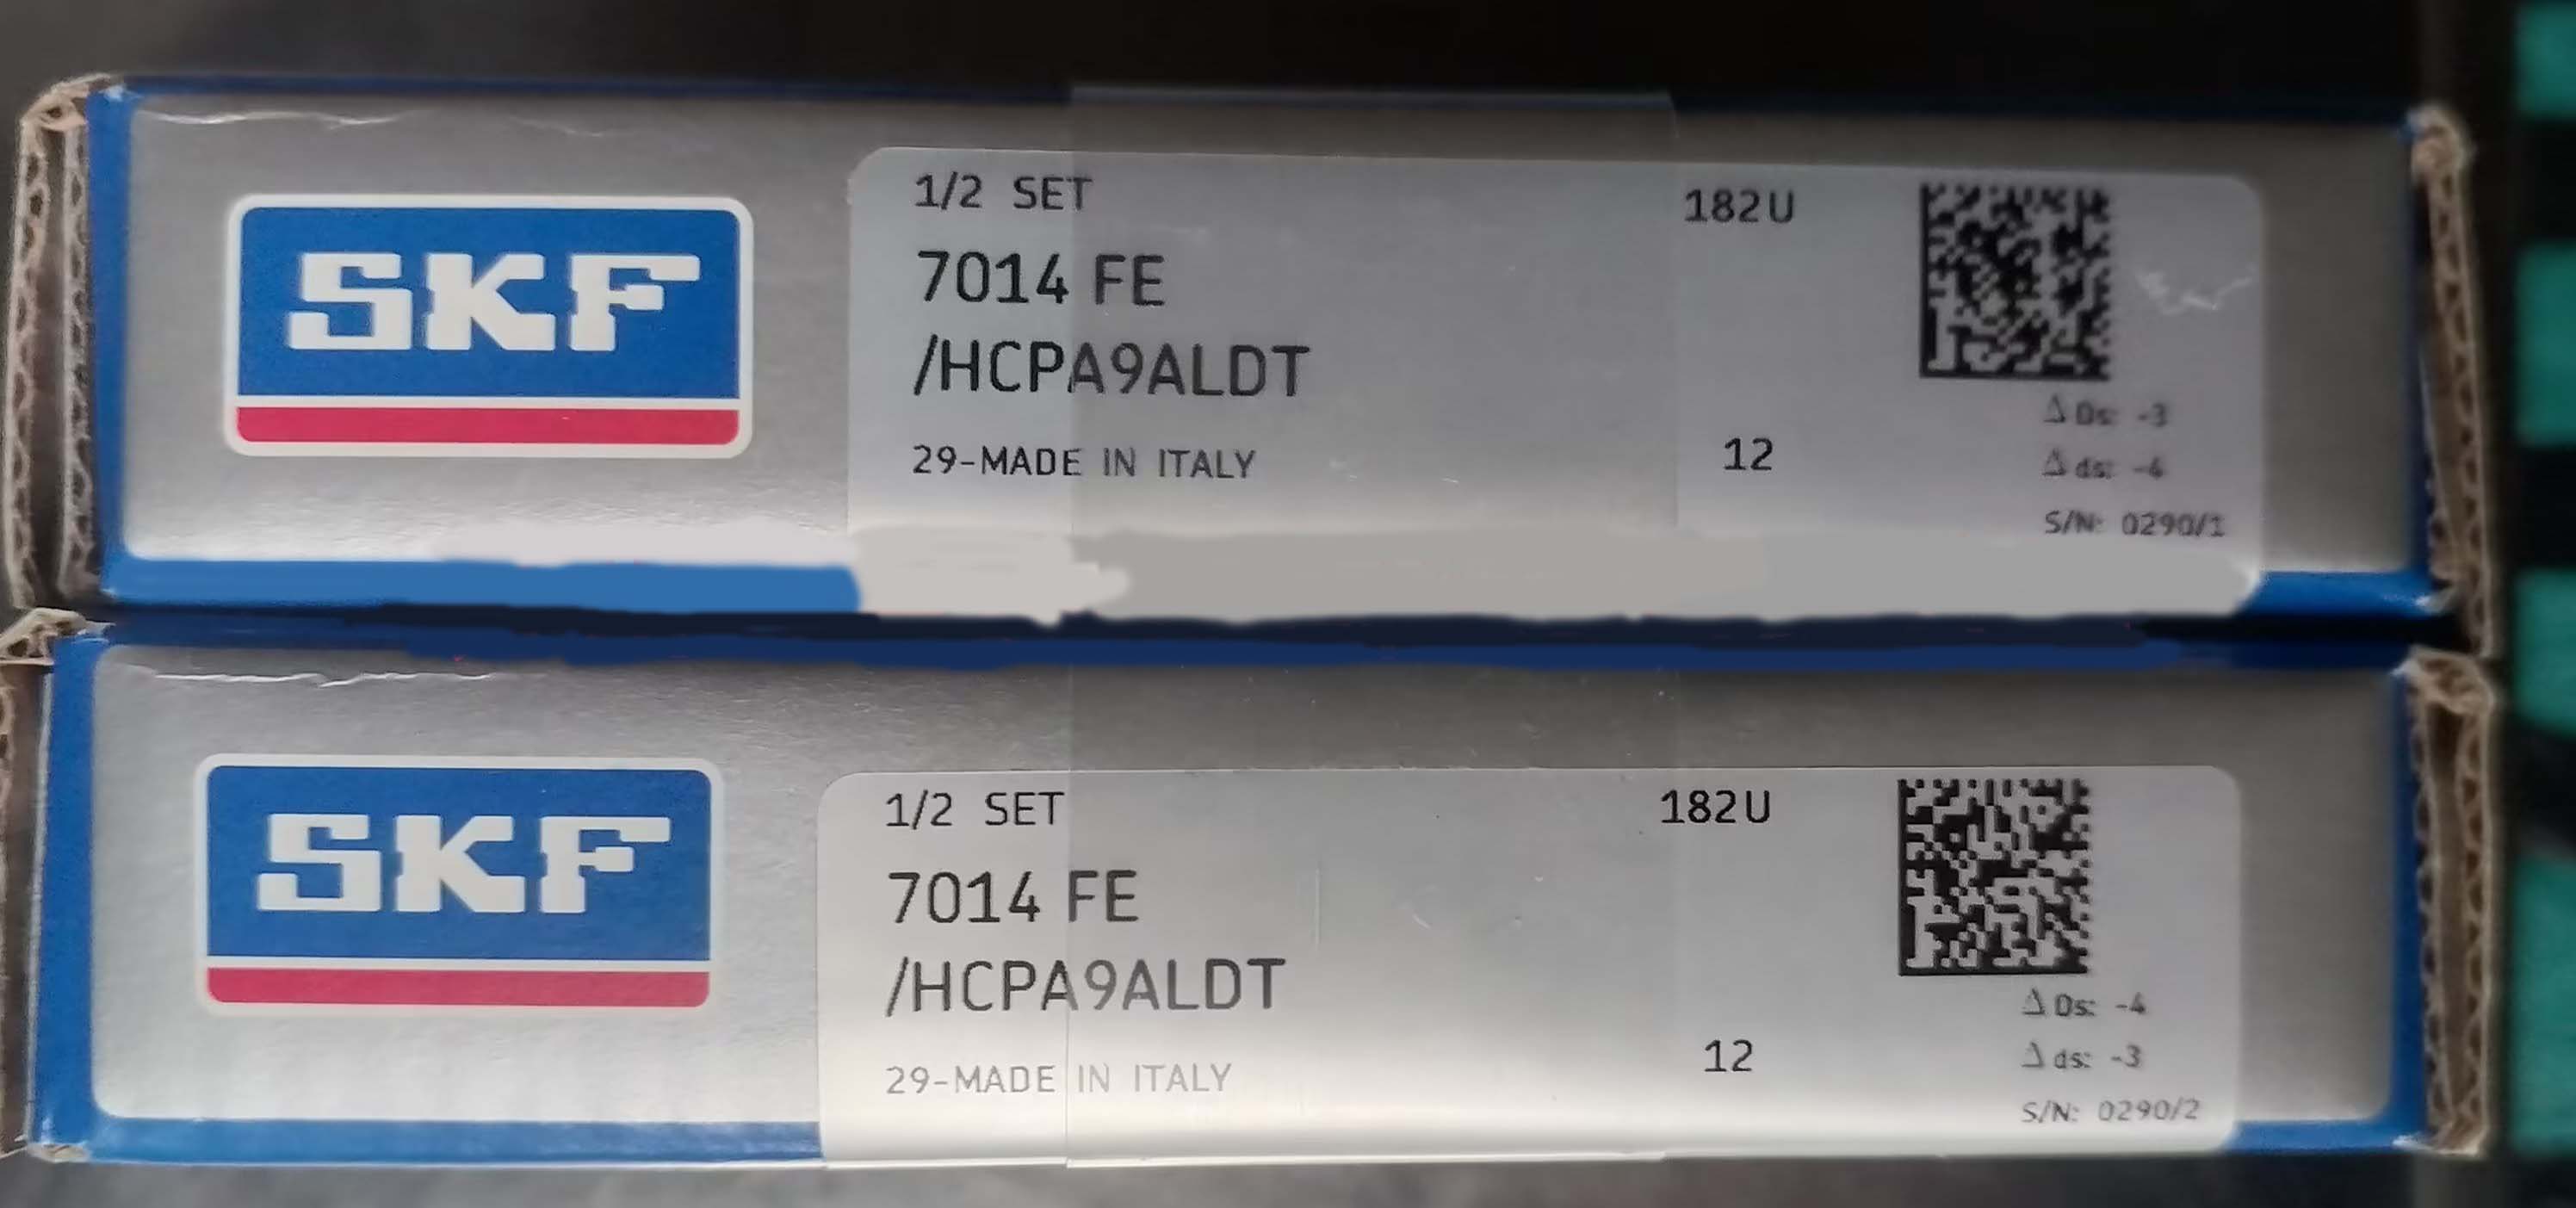 SKF
1/2 SET
182U
7014 FE
/HCPA9ALDT
29-MADE IN ITALY
12
Δ Ds: -3
Δ ds: -4
S/N: 0290/1
SKF
1/2 SET
182U
7014 FE
/HCPA9ALDT
29-MADE IN ITALY
12
Δ Ds: -4
Δ ds: -3
S/N: 0290/2